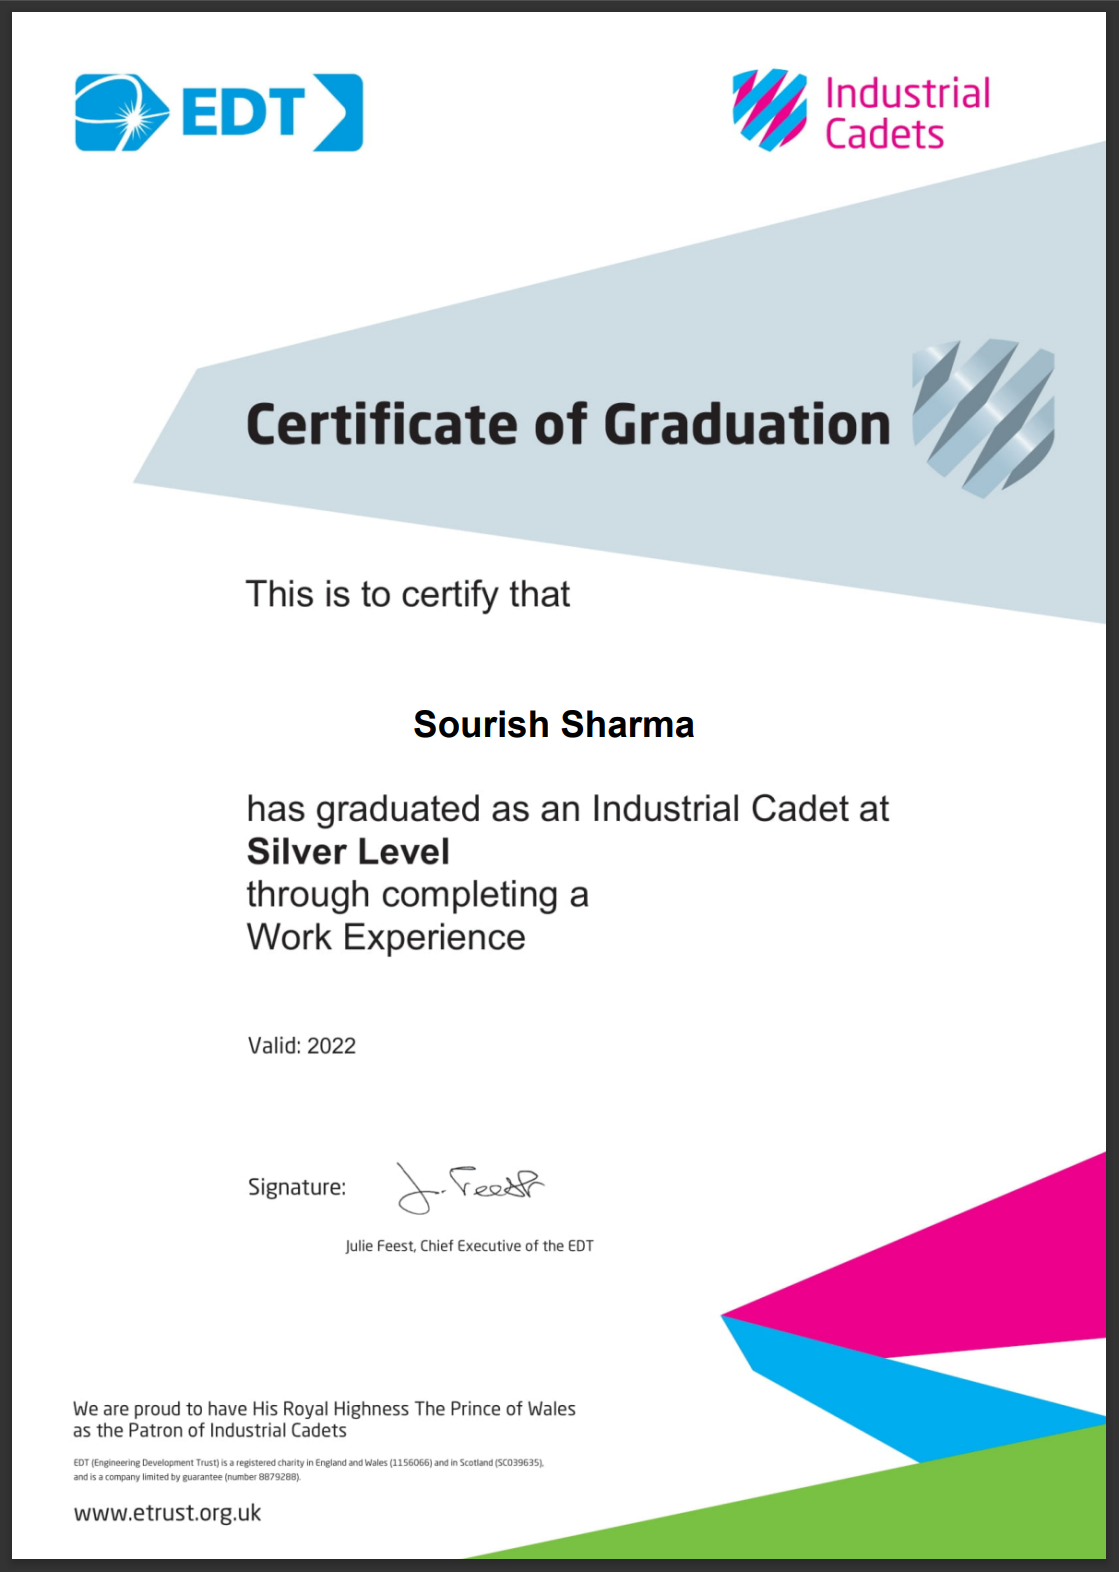 EDT
Industrial
Cadets
Certificate of Graduation
This is to certify that
Sourish Sharma
has graduated as an Industrial Cadet at
Silver Level
through completing a
Work Experience
Valid: 2022
Signature: J. Feest
Julie Feest, Chief Executive of the EDT
We are proud to have His Royal Highness The Prince of Wales
as the Patron of Industrial Cadets
EDT (Engineering Development Trust) is a registered charity in England and Wales (1156066) and in Scotland (SC039635),
and is a company limited by guarantee (number 8879288).
www.etrust.org.uk